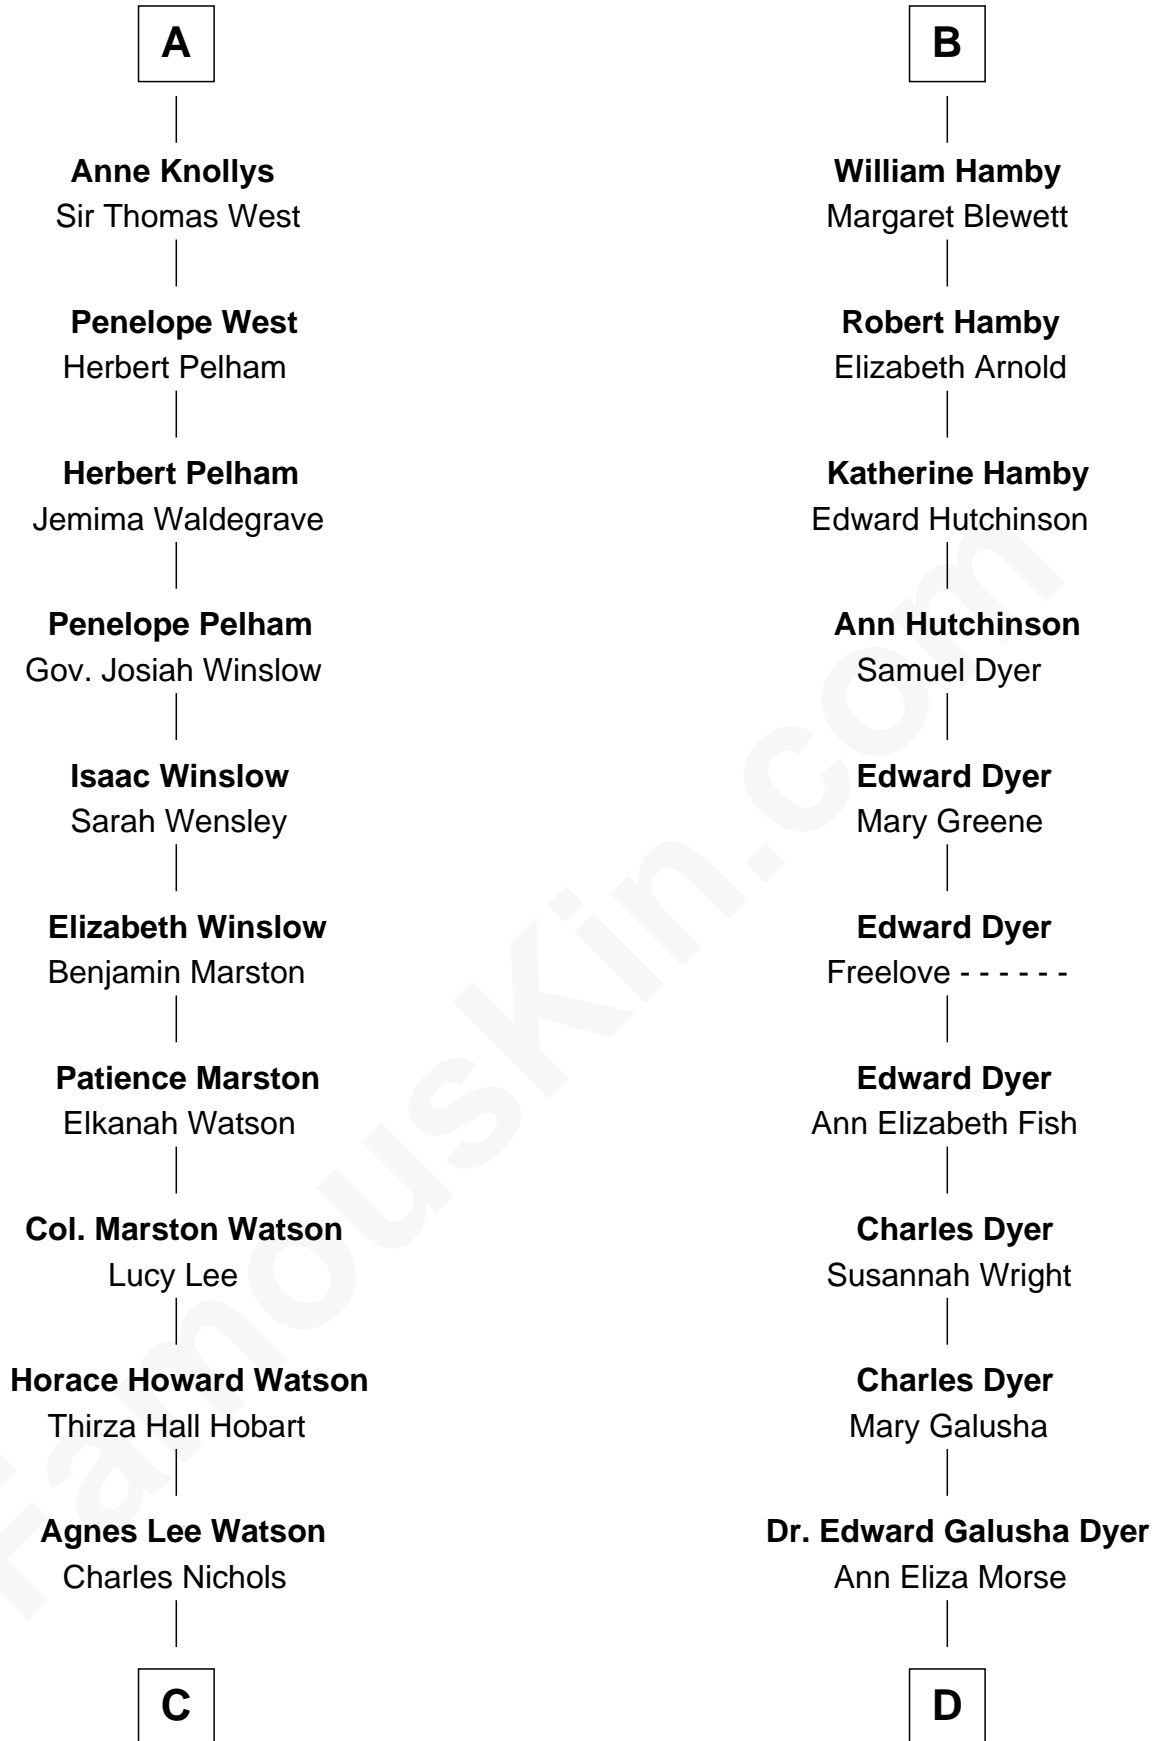 A
Anne Knollys
Sir Thomas West
Penelope West
Herbert Pelham
Herbert Pelham
Jemima Waldegrave
Penelope Pelham
Gov. Josiah Winslow
Isaac Winslow
Sarah Wensley
Elizabeth Winslow
Benjamin Marston
Patience Marston
Elkanah Watson
Col. Marston Watson
Lucy Lee
Horace Howard Watson
Thirza Hall Hobart
Agnes Lee Watson
Charles Nichols
C
B
William Hamby
Margaret Blewett
Robert Hamby
Elizabeth Arnold
Katherine Hamby
Edward Hutchinson
Ann Hutchinson
Samuel Dyer
Edward Dyer
Mary Greene
Edward Dyer
Freelove - - - - - -
Edward Dyer
Ann Elizabeth Fish
Charles Dyer
Susannah Wright
Charles Dyer
Mary Galusha
Dr. Edward Galusha Dyer
Ann Eliza Morse
D
FamousKin.com